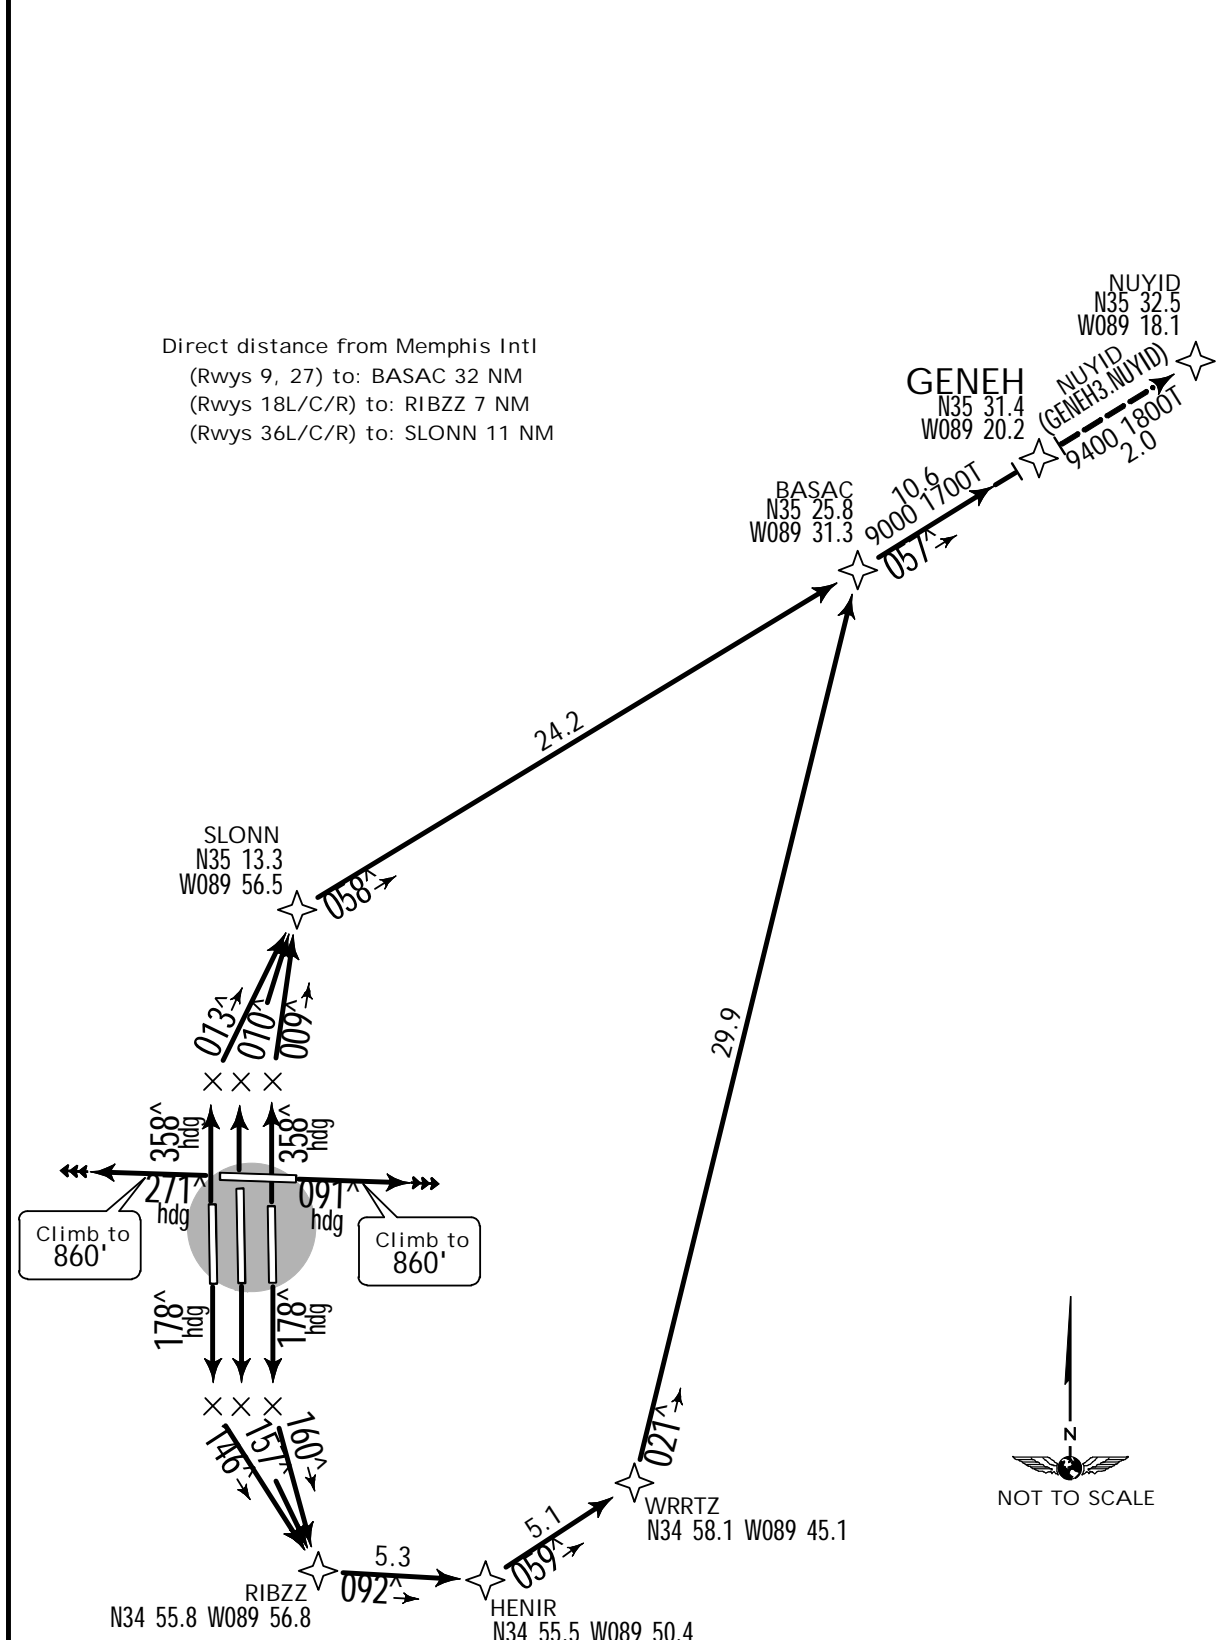 NUYID
N35 32.5
W089 18.1
Direct distance from Memphis Intl
(Rwys 9, 27) to: BASAC 32 NM
(Rwys 18L/C/R) to: RIBZZ 7 NM
(Rwys 36L/C/R) to: SLONN 11 NM
GENEH
N35 31.4
W089 20.2
NUYID
(GENEH3.NUYID)
9400 1800T
2.0
BASAC
N35 25.8
W089 31.3
10.6
9000 1700T
057^
24.2
SLONN
N35 13.3
W089 56.5
058^
013^
010^
009^
29.9
358^
hdg
358^
hdg
271^
hdg
091^
hdg
Climb to
860'
Climb to
860'
178^
hdg
178^
hdg
146^
157^
160^
021^
N
NOT TO SCALE
WRRTZ
N34 58.1 W089 45.1
5.1
059^
5.3
092^
RIBZZ
N34 55.8 W089 56.8
HENIR
N34 55.5 W089 50.4